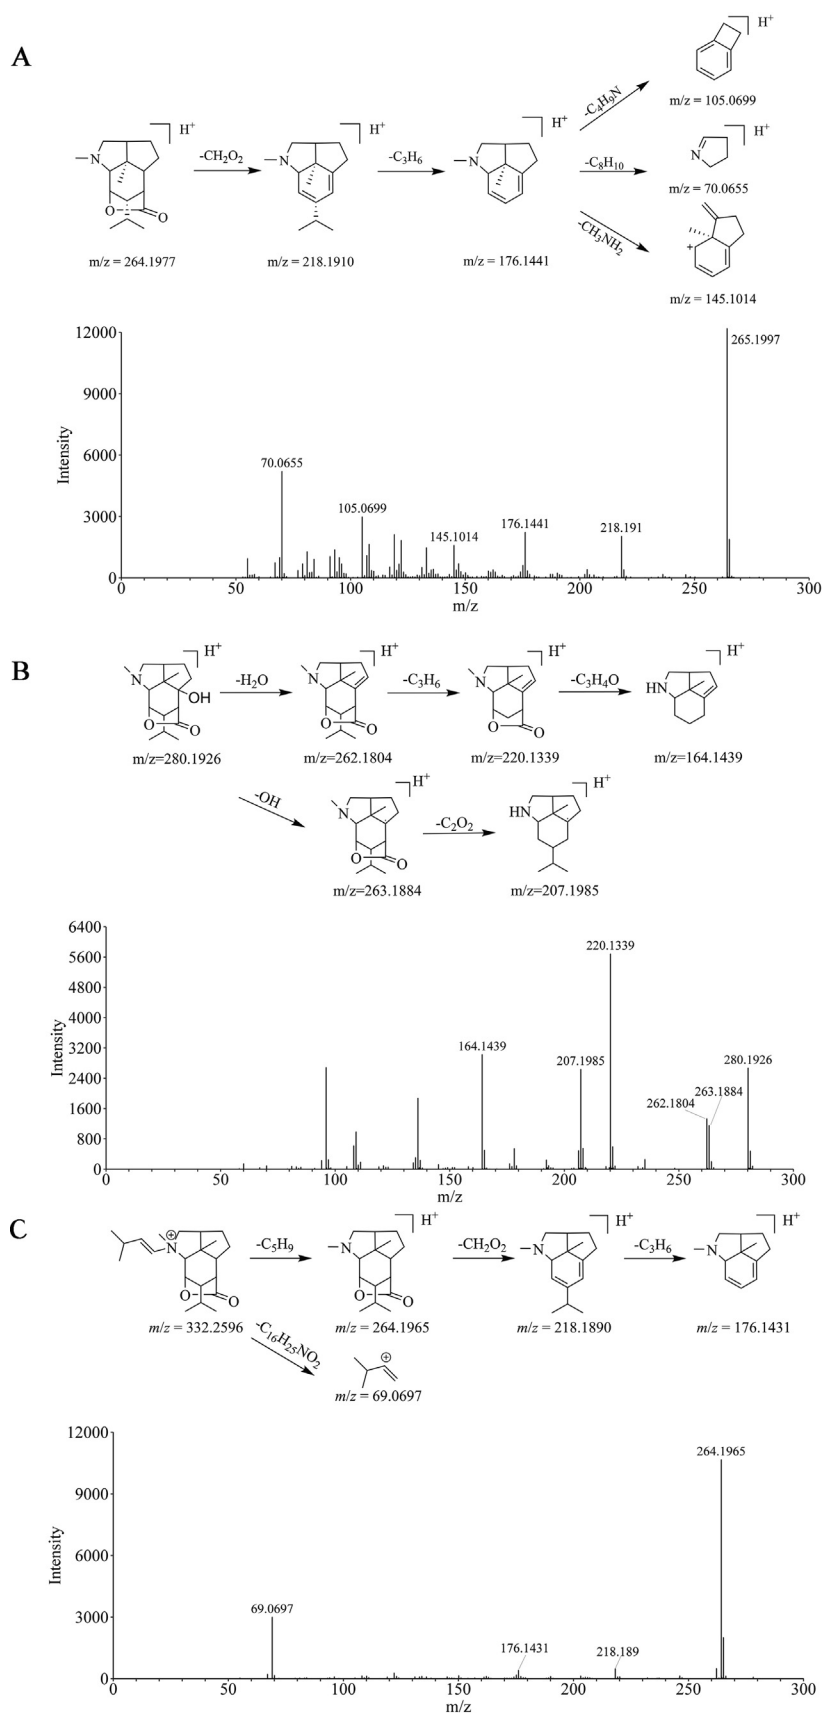 A
H+
-CH2O2
H+
-C3H6
H+
-C4H9N
-C8H10
-CH3NH2
H+
m/z = 105.0699
H+
m/z = 70.0655
m/z = 145.1014
N
O
O
N
N
N
+
m/z = 264.1977
m/z = 218.1910
m/z = 176.1441
Intensity
12000
9000
6000
3000
0
265.1997
70.0655
105.0699
145.1014
176.1441
218.191
0
50
100
150
200
250
300
m/z
B
H+
-H2O
H+
-C3H6
H+
-C3H4O
H+
N
OH
O
O
N
O
O
N
O
O
HN
m/z=280.1926
m/z=262.1804
m/z=220.1339
m/z=164.1439
-OH
H+
-C2O2
H+
N
O
O
HN
m/z=263.1884
m/z=207.1985
Intensity
6400
5600
4800
4000
3200
2400
1600
800
0
220.1339
164.1439
207.1985
280.1926
263.1884
262.1804
0
50
100
150
200
250
300
m/z
C
-C5H9
H+
-CH2O2
H+
-C3H6
H+
N
+
O
O
N
O
O
N
N
m/z = 332.2596
m/z = 264.1965
m/z = 218.1890
m/z = 176.1431
-C16H25NO2
+
m/z = 69.0697
Intensity
12000
9000
6000
3000
0
264.1965
69.0697
176.1431
218.189
0
50
100
150
200
250
300
m/z